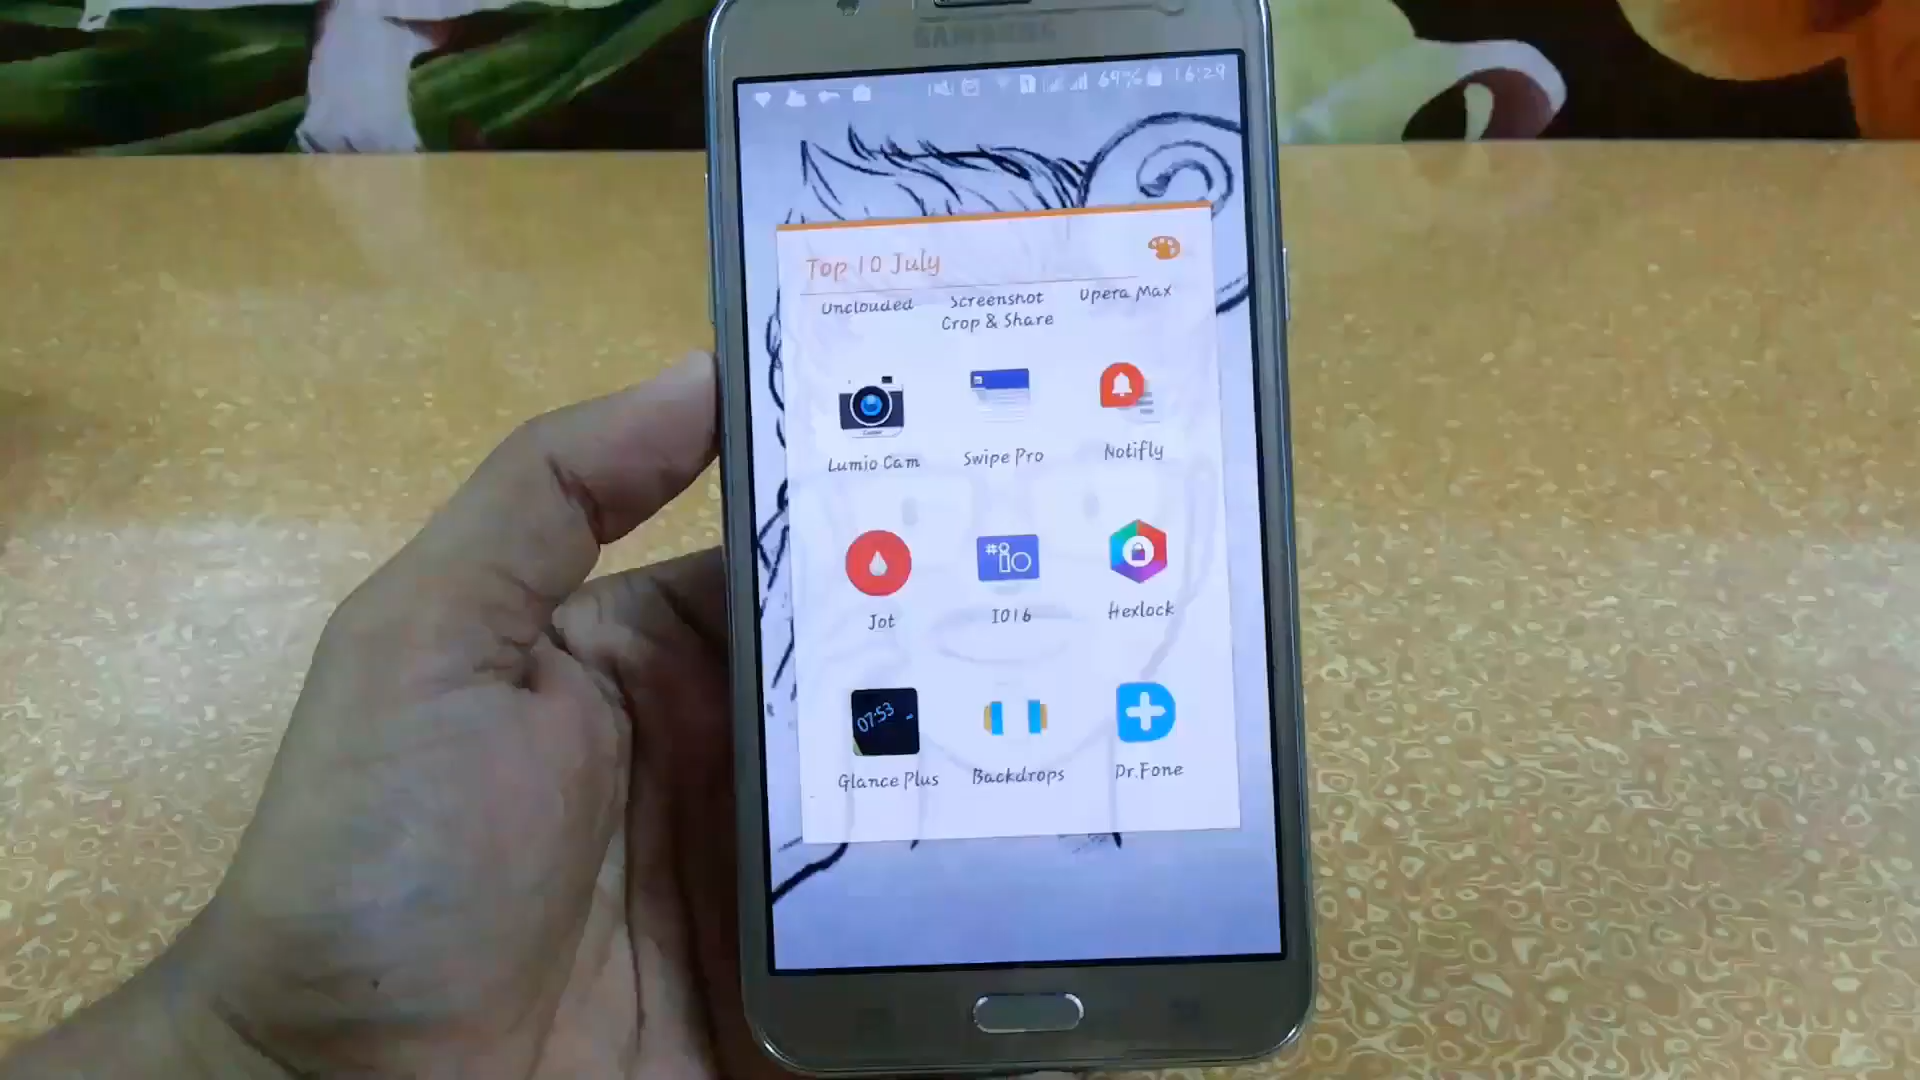 SAMSUNG
69% 16:29
Top 10 July
Unclouded Screenshot Crop & Share Opera Max
Lumio Cam Swipe Pro Notifly
#io
Jot IO16 Hexlock
07:53
Glance Plus Backdrops Dr.Fone